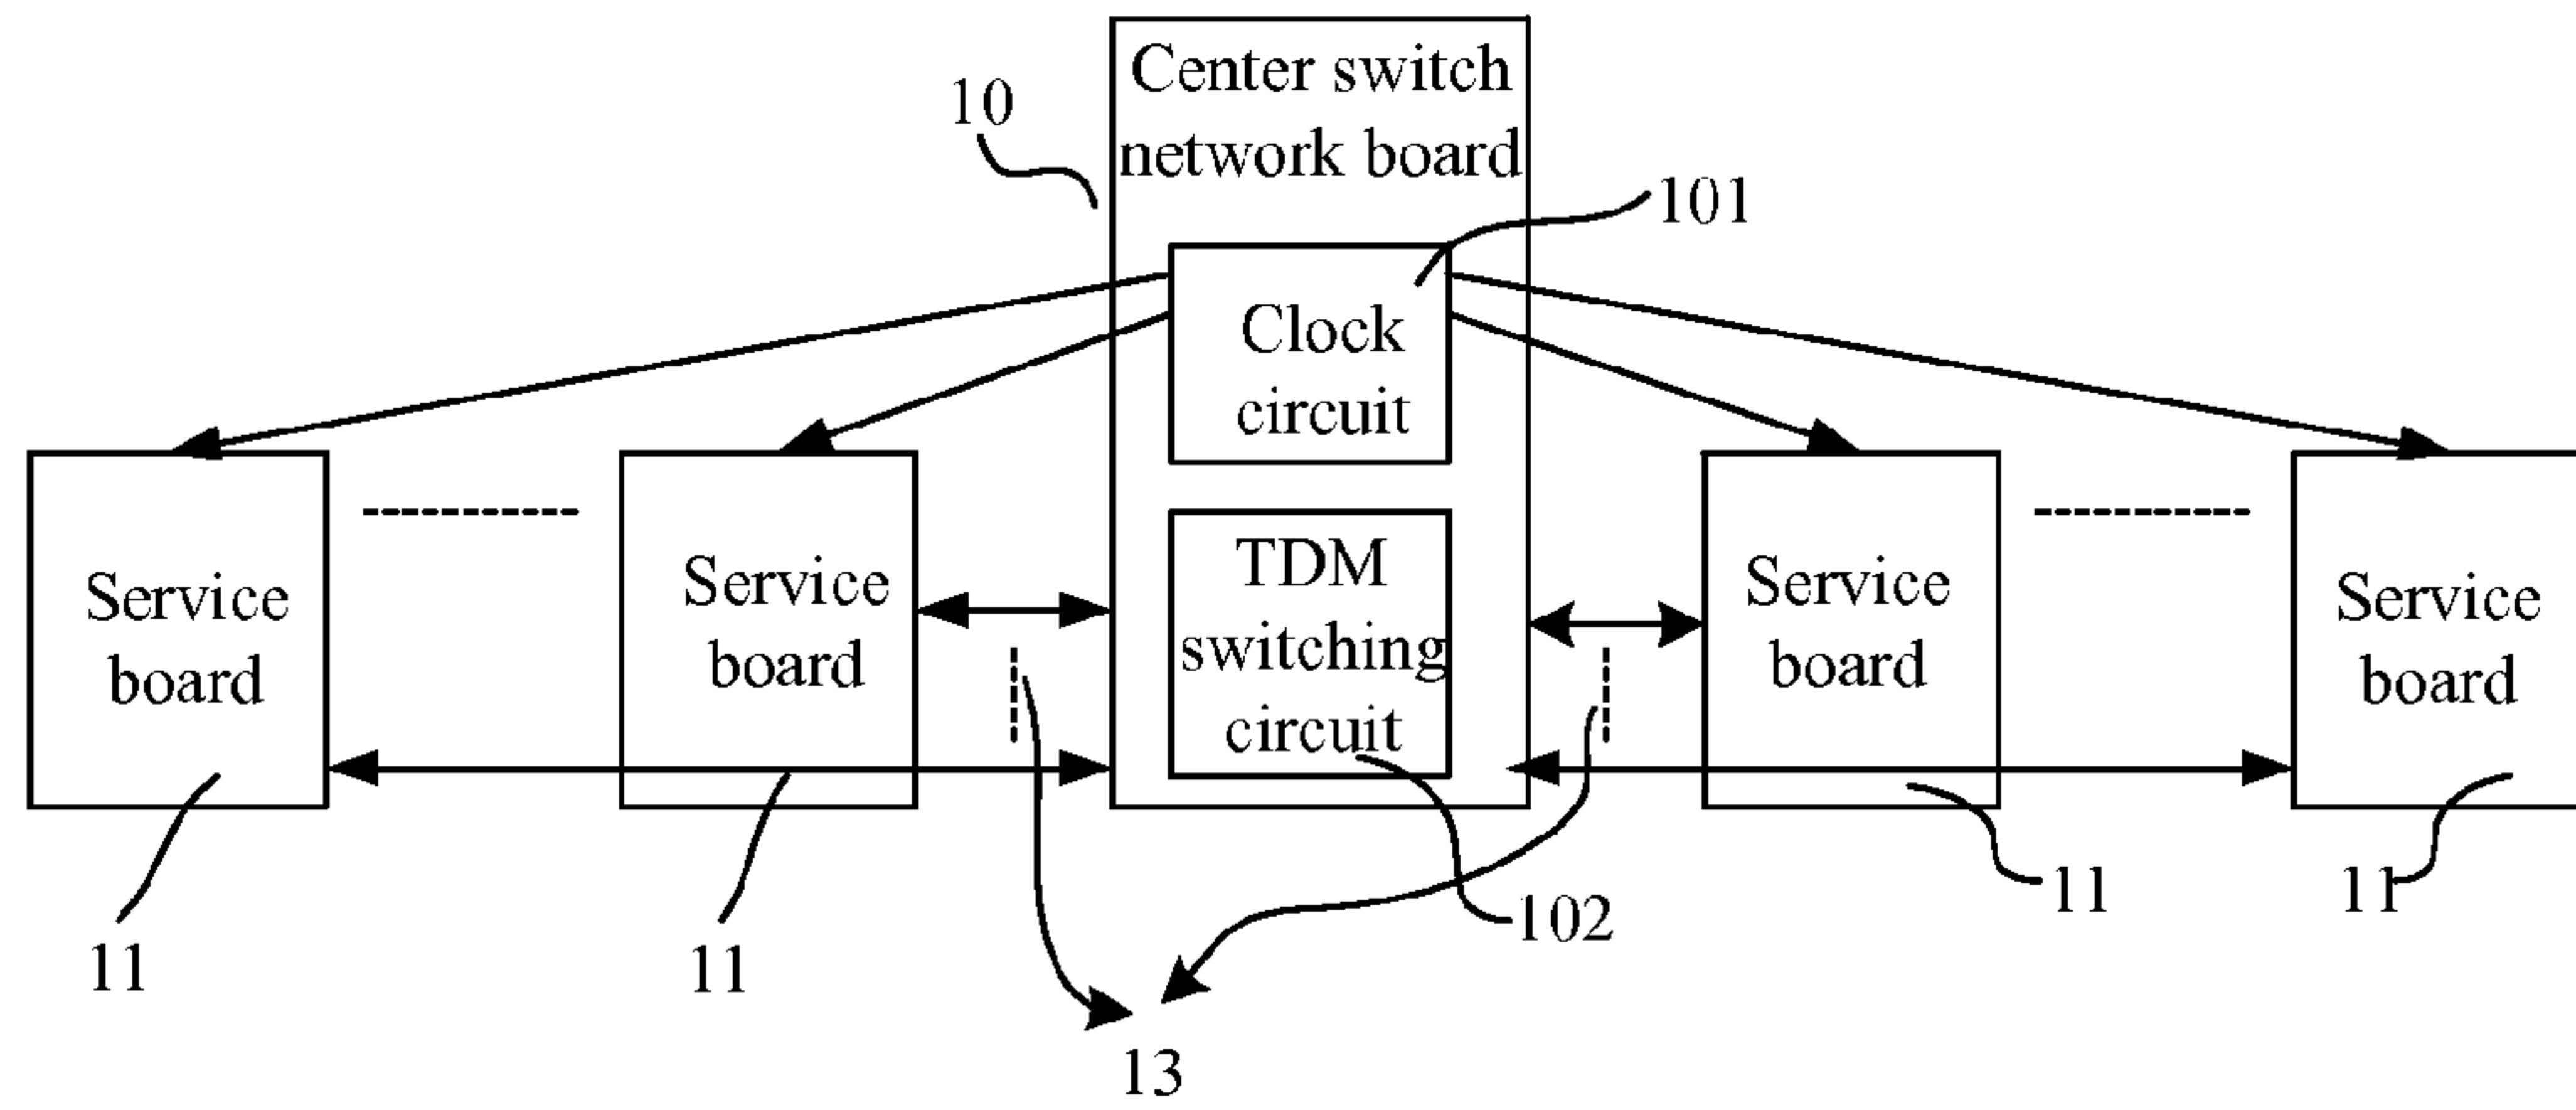 Center switch
network board
10
101
Clock
circuit
TDM
switching
circuit
Service
board
Service
board
Service
board
Service
board
11
11
102
11
11
13